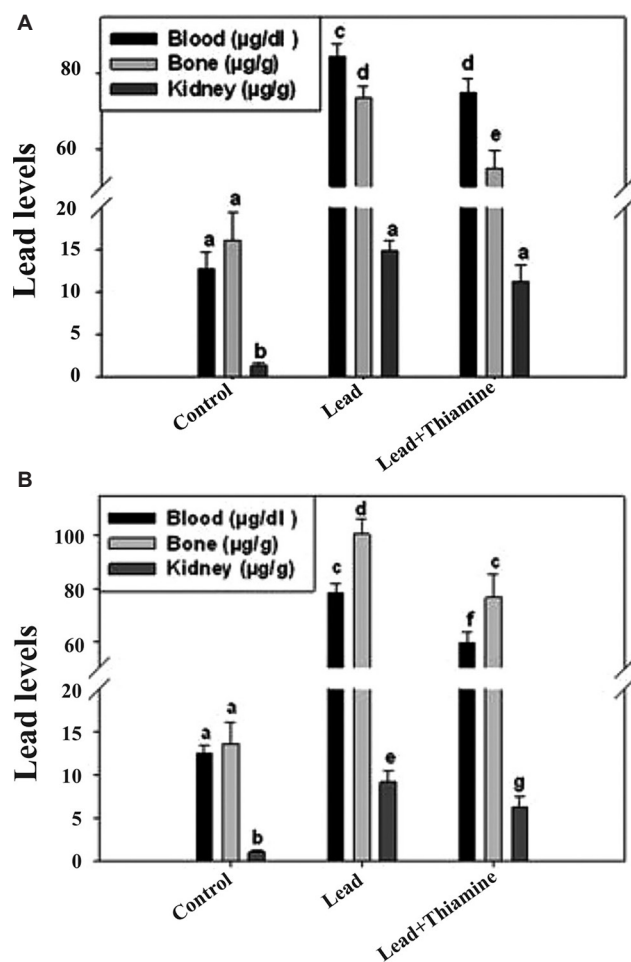 A
Blood (µg/dl )
Bone (µg/g)
Kidney (µg/g)
Lead levels
80
60
20
15
10
5
0
a
a
b
c
d
a
d
e
a
Control
Lead
Lead+Thiamine
B
Blood (µg/dl )
Bone (µg/g)
Kidney (µg/g)
Lead levels
100
80
60
20
15
10
5
0
a
a
b
c
d
e
f
c
g
Control
Lead
Lead+Thiamine